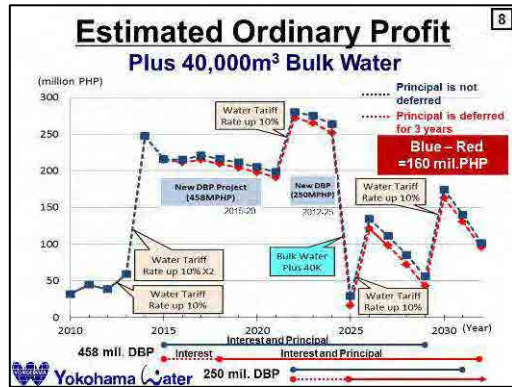 8
Estimated Ordinary Profit
Plus 40,000m³ Bulk Water
(million PHP)
Principal is not
deferred
Principal is deferred
for 3 years
Blue – Red
=160 mil.PHP
300
250
200
150
100
50
0
Water Tariff
Rate up 10%
New DBP Project
(458MPHP)
2015-20
New DBP
(250MPHP)
2012-25
Water Tariff
Rate up 10%
Water Tariff
Rate up 10% X2
Water Tariff
Rate up 10%
Bulk Water
Plus 40K
Water Tariff
Rate up 10%
2010 2015 2020 2025 2030 (Year)
Interest and Principal
458 mil. DBP
Interest
Interest and Principal
250 mil. DBP
Yokohama Water